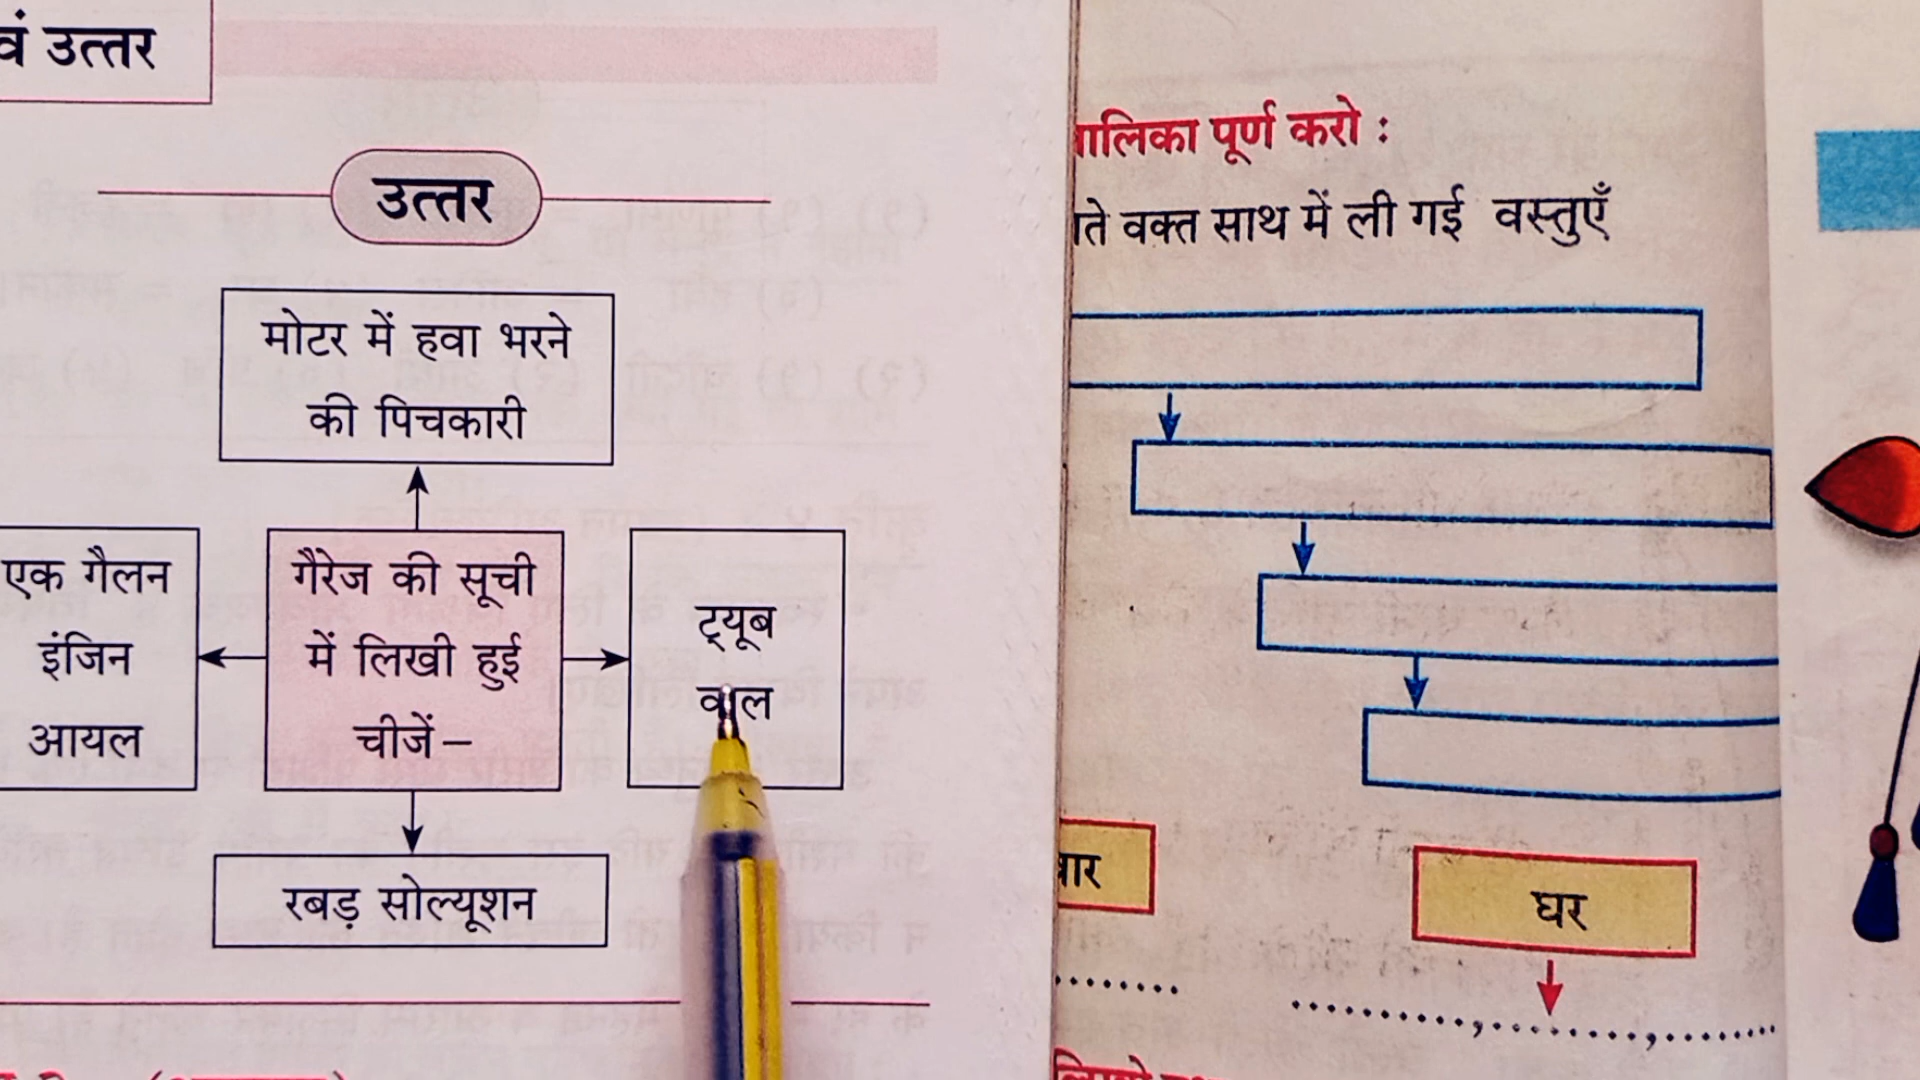 वं उत्तर
उत्तर
मोटर में हवा भरने
की पिचकारी
एक गैलन
इंजिन
आयल
गैरेज की सूची
में लिखी हुई
चीजें –
ट्यूब
वाल
रबड़ सोल्यूशन
ालिका पूर्ण करो :
ते वक्त साथ में ली गई वस्तुएँ
घर